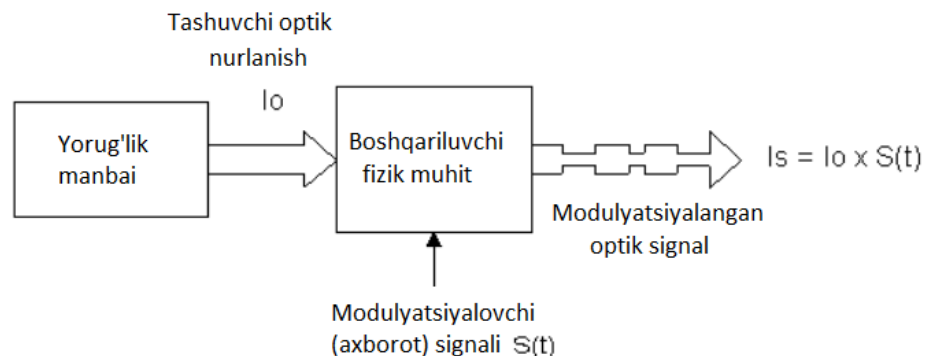 Tashuvchi optik
nurlanish
Io
Yorug'lik
manbai
Boshqariluvchi
fizik muhit
Is = Io x S(t)
Modulyatsiyalangan
optik signal
Modulyatsiyalovchi
(axborot) signali S(t)